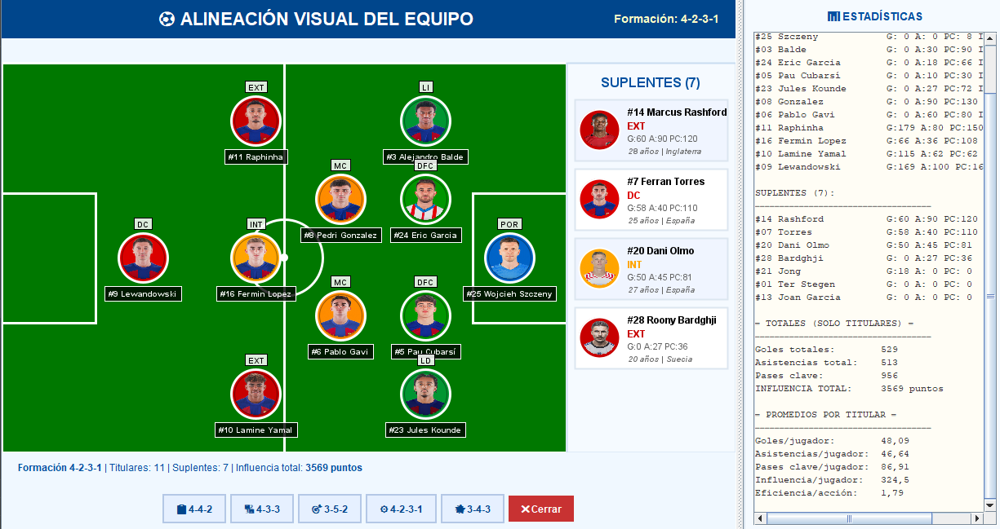 ALINEACIÓN VISUAL DEL EQUIPO
Formación: 4-2-3-1
EXT
#11 Raphinha
LI
#3 Alejandro Balde
MC
#8 Pedri Gonzalez
DFC
#24 Eric Garcia
DC
#9 Lewandowski
INT
#16 Fermin Lopez
POR
#25 Wojcieh Szczeny
MC
#6 Pablo Gavi
DFC
#5 Pau Cubarsí
EXT
#10 Lamine Yamal
LD
#23 Jules Kounde
SUPLENTES (7)
#14 Marcus Rashford
EXT
G:60 A:90 PC:120
28 años | Inglaterra
#7 Ferran Torres
DC
G:58 A:40 PC:110
25 años | España
#20 Dani Olmo
INT
G:50 A:45 PC:81
27 años | España
#28 Roony Bardghji
EXT
G:0 A:27 PC:36
20 años | Suecia
Formación 4-2-3-1 | Titulares: 11 | Suplentes: 7 | Influencia total: 3569 puntos
4-4-2
4-3-3
3-5-2
4-2-3-1
3-4-3
Cerrar
ESTADÍSTICAS
#25 Szczeny G: 0 A: 0 PC: 8 I
#03 Balde G: 0 A:30 PC:90 I
#24 Eric Garcia G: 0 A:18 PC:66 I
#05 Pau Cubarsí G: 0 A:10 PC:30 I
#23 Jules Kounde G: 0 A:27 PC:72 I
#08 Gonzalez G: 0 A:90 PC:130
#06 Pablo Gavi G: 0 A:60 PC:80 I
#11 Raphinha G:179 A:80 PC:150
#16 Fermin Lopez G:66 A:36 PC:108
#10 Lamine Yamal G:115 A:62 PC:62
#09 Lewandowski G:169 A:100 PC:16
SUPLENTES (7):
--------------------------------
#14 Rashford G:60 A:90 PC:120
#07 Torres G:58 A:40 PC:110
#20 Dani Olmo G:50 A:45 PC:81
#28 Bardghji G: 0 A:27 PC:36
#21 Jong G:18 A: 0 PC: 0
#01 Ter Stegen G: 0 A: 0 PC: 0
#13 Joan Garcia G: 0 A: 0 PC: 0
= TOTALES (SOLO TITULARES) =
--------------------------------
Goles totales: 529
Asistencias total: 513
Pases clave: 956
INFLUENCIA TOTAL: 3569 puntos
= PROMEDIOS POR TITULAR =
--------------------------------
Goles/jugador: 48,09
Asistencias/jugador: 46,64
Pases clave/jugador: 86,91
Influencia/jugador: 324,5
Eficiencia/acción: 1,79